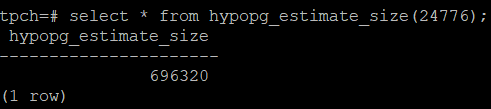 tpch=# select * from hypopg_estimate_size(24776);
 hypopg_estimate_size
----------------------
               696320
(1 row)